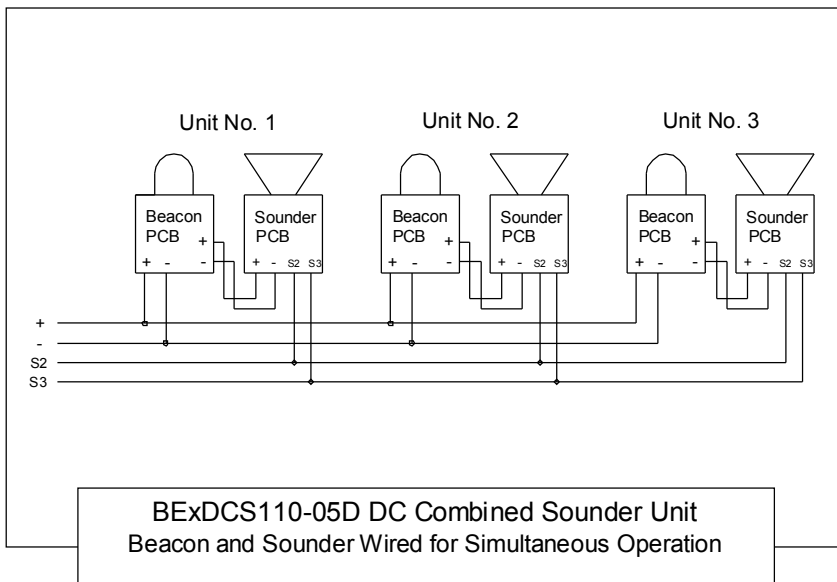 Unit No. 1
Unit No. 2
Unit No. 3
Beacon PCB + - + -
Sounder PCB + - S2 S3
Beacon PCB + - + -
Sounder PCB + - S2 S3
Beacon PCB + - + -
Sounder PCB + - S2 S3
+
-
S2
S3
BExDCS110-05D DC Combined Sounder Unit
Beacon and Sounder Wired for Simultaneous Operation